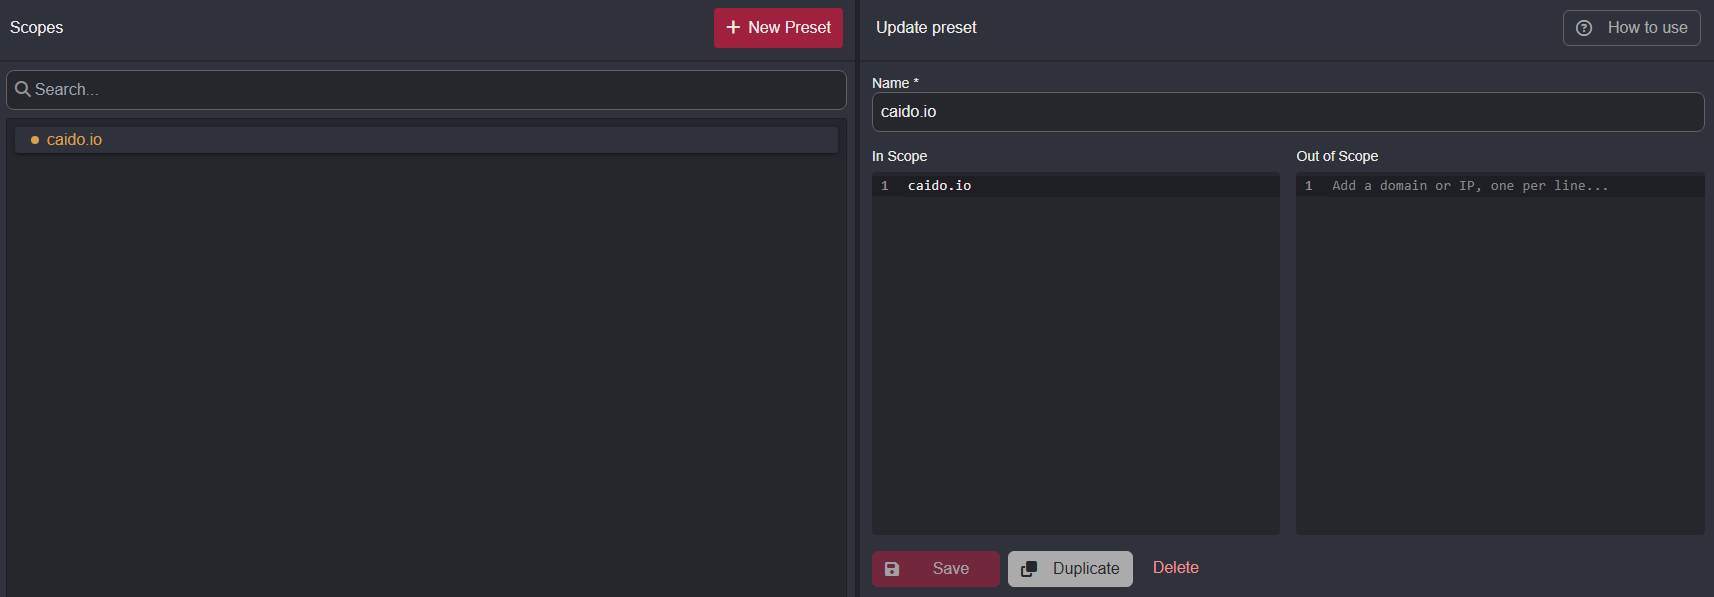 Scopes
New Preset
Search...
caido.io
Update preset
How to use
Name *
caido.io
In Scope
Out of Scope
1 caido.io
1 Add a domain or IP, one per line...
Save
Duplicate
Delete